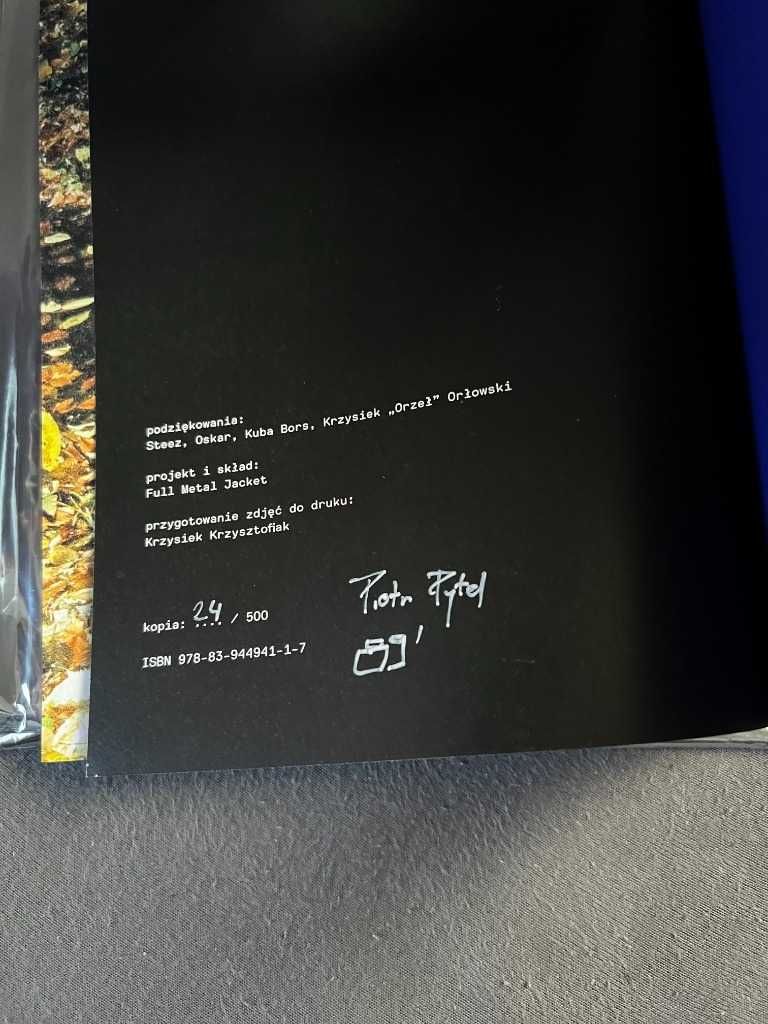 podziękowania:
Steez, Oskar, Kuba Bors, Krzysiek „Orzeł” Orłowski
projekt i skład:
Full Metal Jacket
przygotowanie zdjęć do druku:
Krzysiek Krzysztofiak
kopia: 24 / 500
Piotr Pytel
ISBN 978-83-944941-1-7